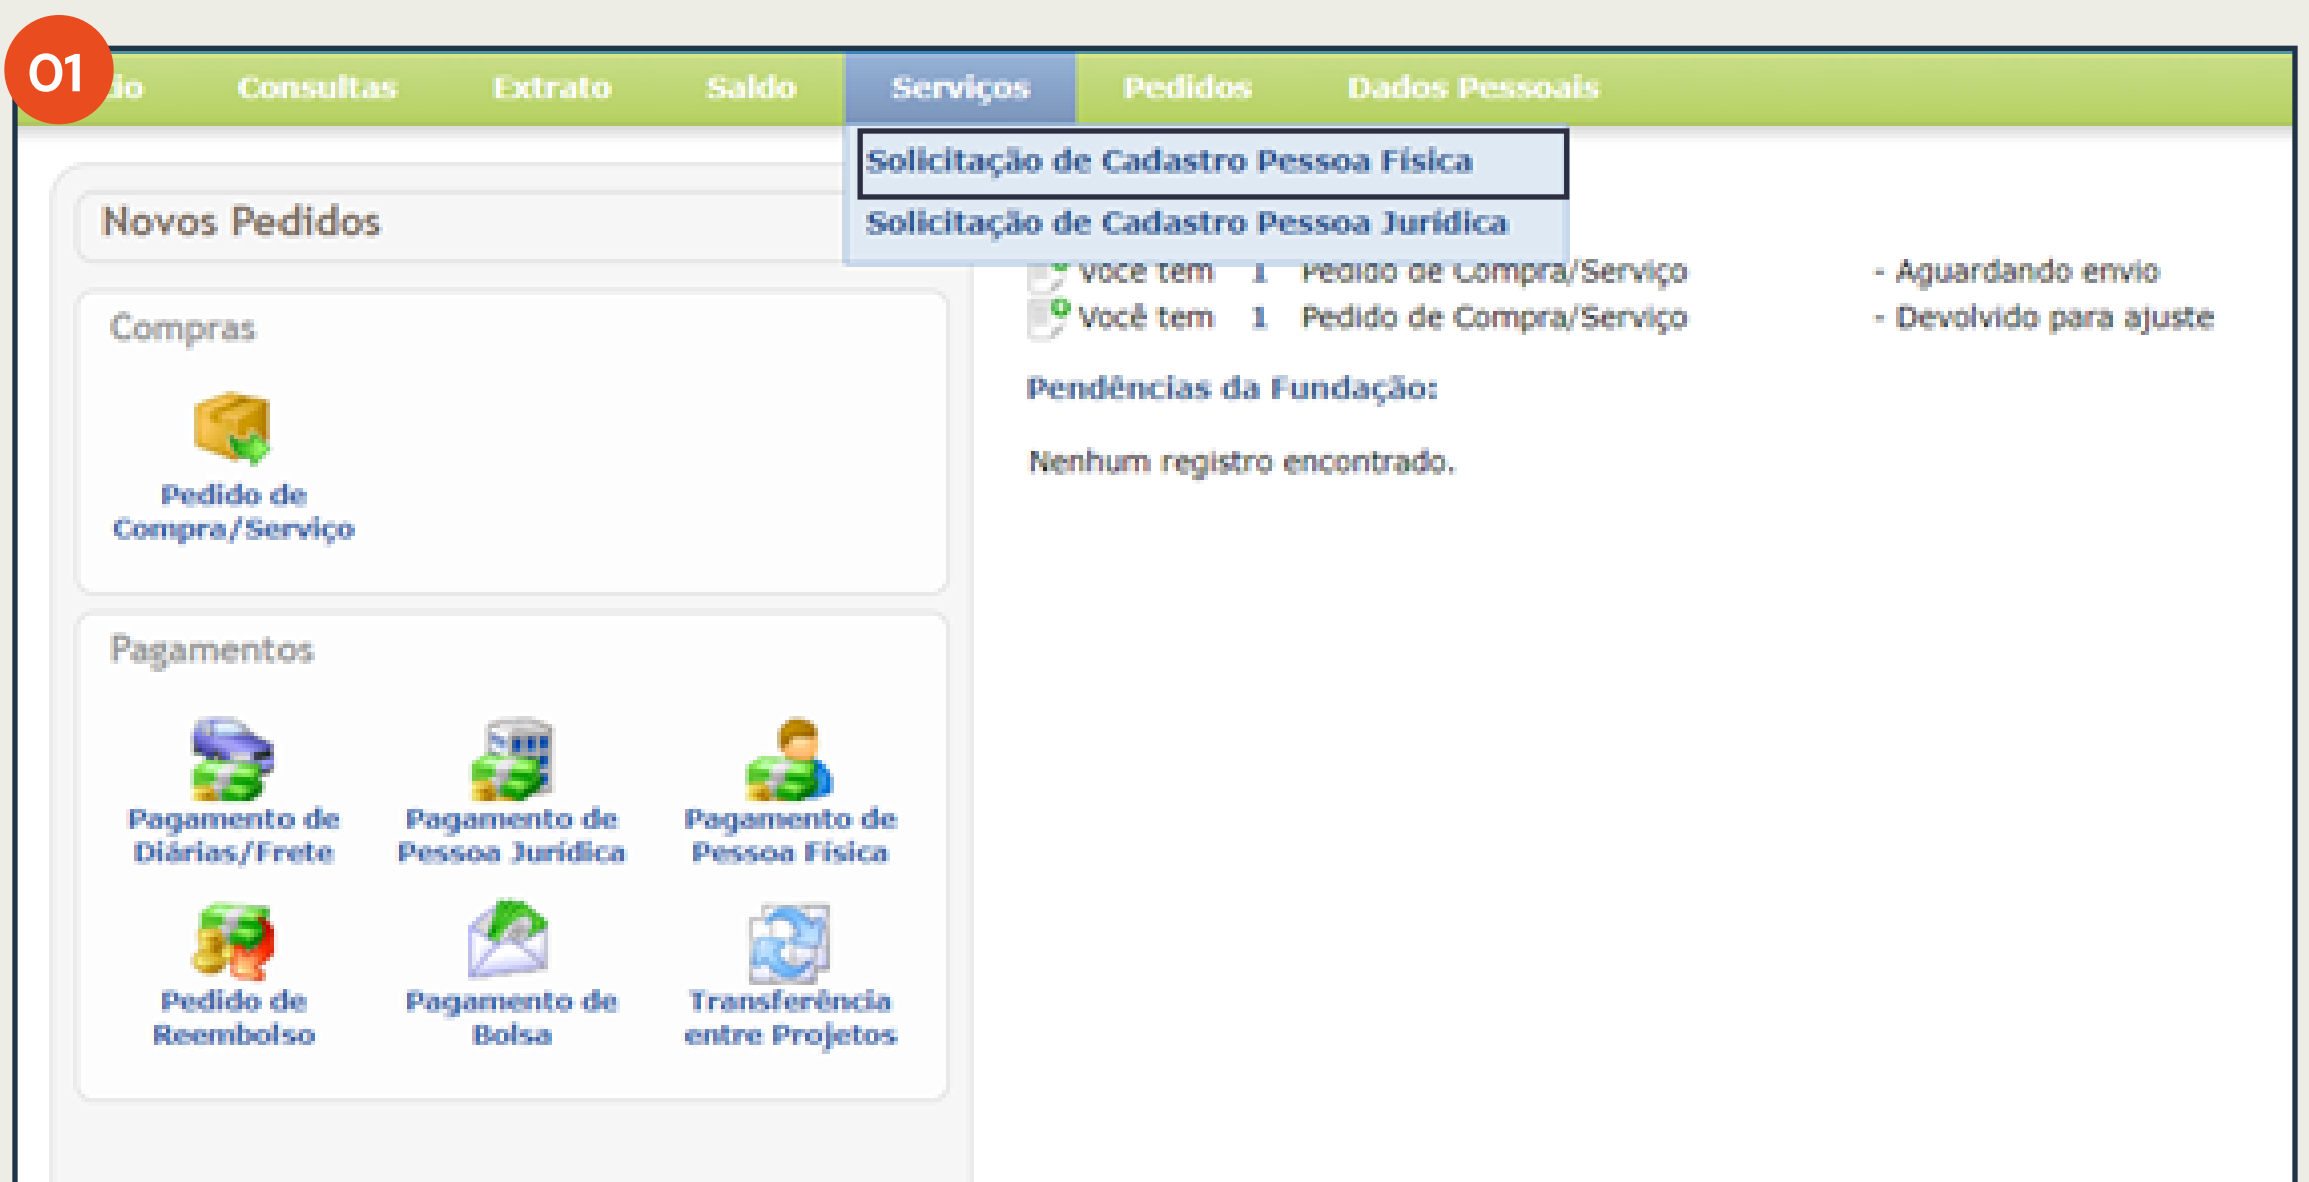 01
io Consultas Extrato Saldo Serviços Pedidos Dados Pessoais
Solicitação de Cadastro Pessoa Física
Solicitação de Cadastro Pessoa Jurídica
Novos Pedidos
Você tem 1 Pedido de Compra/Serviço - Aguardando envio
Você tem 1 Pedido de Compra/Serviço - Devolvido para ajuste
Pendências da Fundação:
Nenhum registro encontrado.
Compras
Pedido de
Compra/Serviço
Pagamentos
Pagamento de
Diárias/Frete
Pagamento de
Pessoa Jurídica
Pagamento de
Pessoa Física
Pedido de
Reembolso
Pagamento de
Bolsa
Transferência
entre Projetos